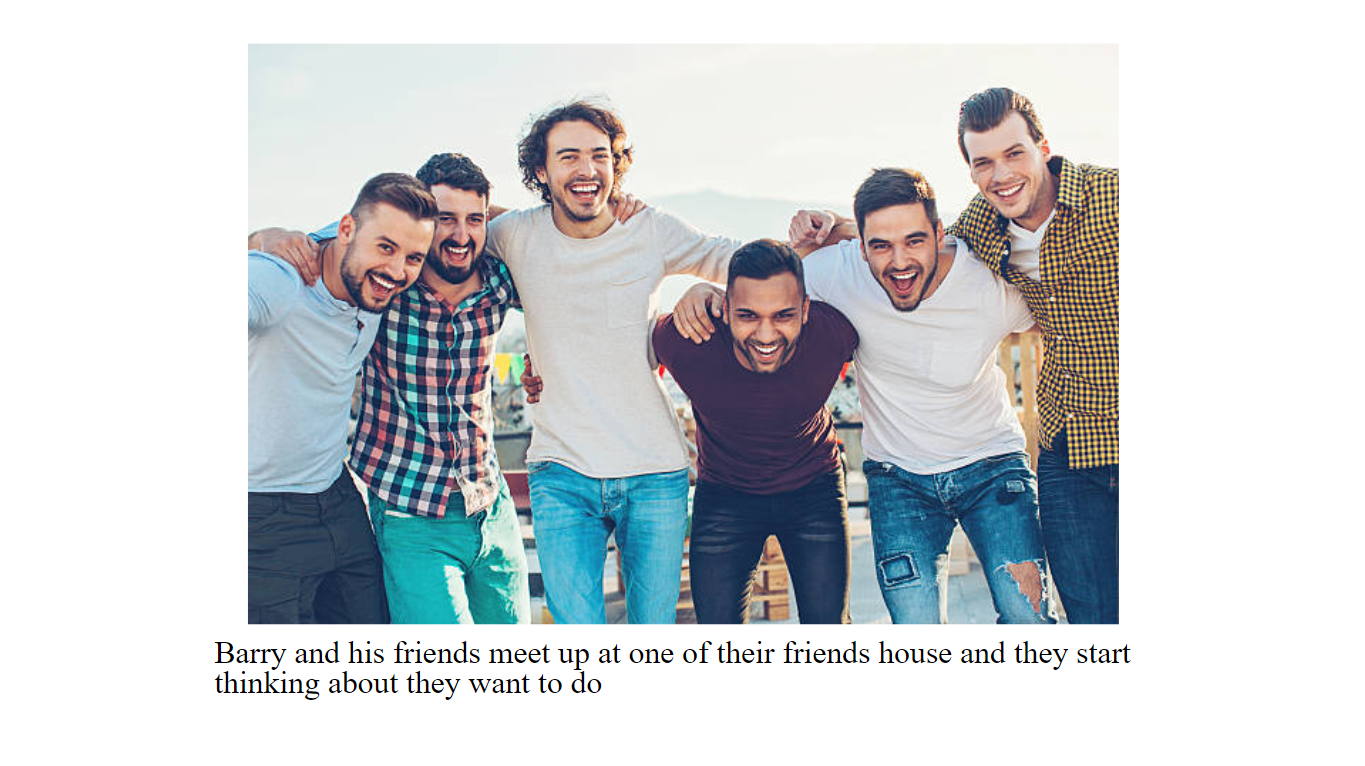 Barry and his friends meet up at one of their friends house and they start
thinking about they want to do